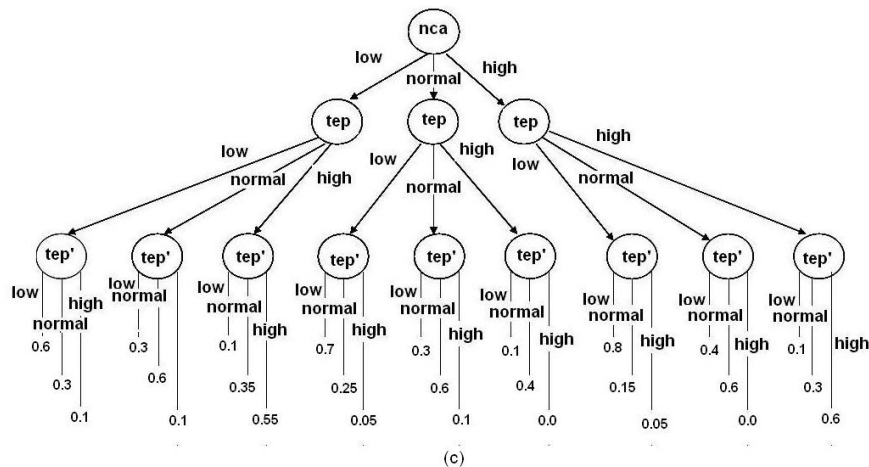 nca
low normal high
tep tep tep
low normal high low normal high low normal high
tep' tep' tep' tep' tep' tep' tep' tep' tep'
low normal high low normal low normal high low normal high low normal high low normal high low normal high low normal high low normal high
0.6 0.3 0.1 0.7 0.3 0.1 0.8 0.4 0.1
0.3 0.6 0.35 0.25 0.6 0.4 0.15 0.6 0.3
0.1 0.1 0.55 0.05 0.1 0.0 0.05 0.0 0.6
(c)